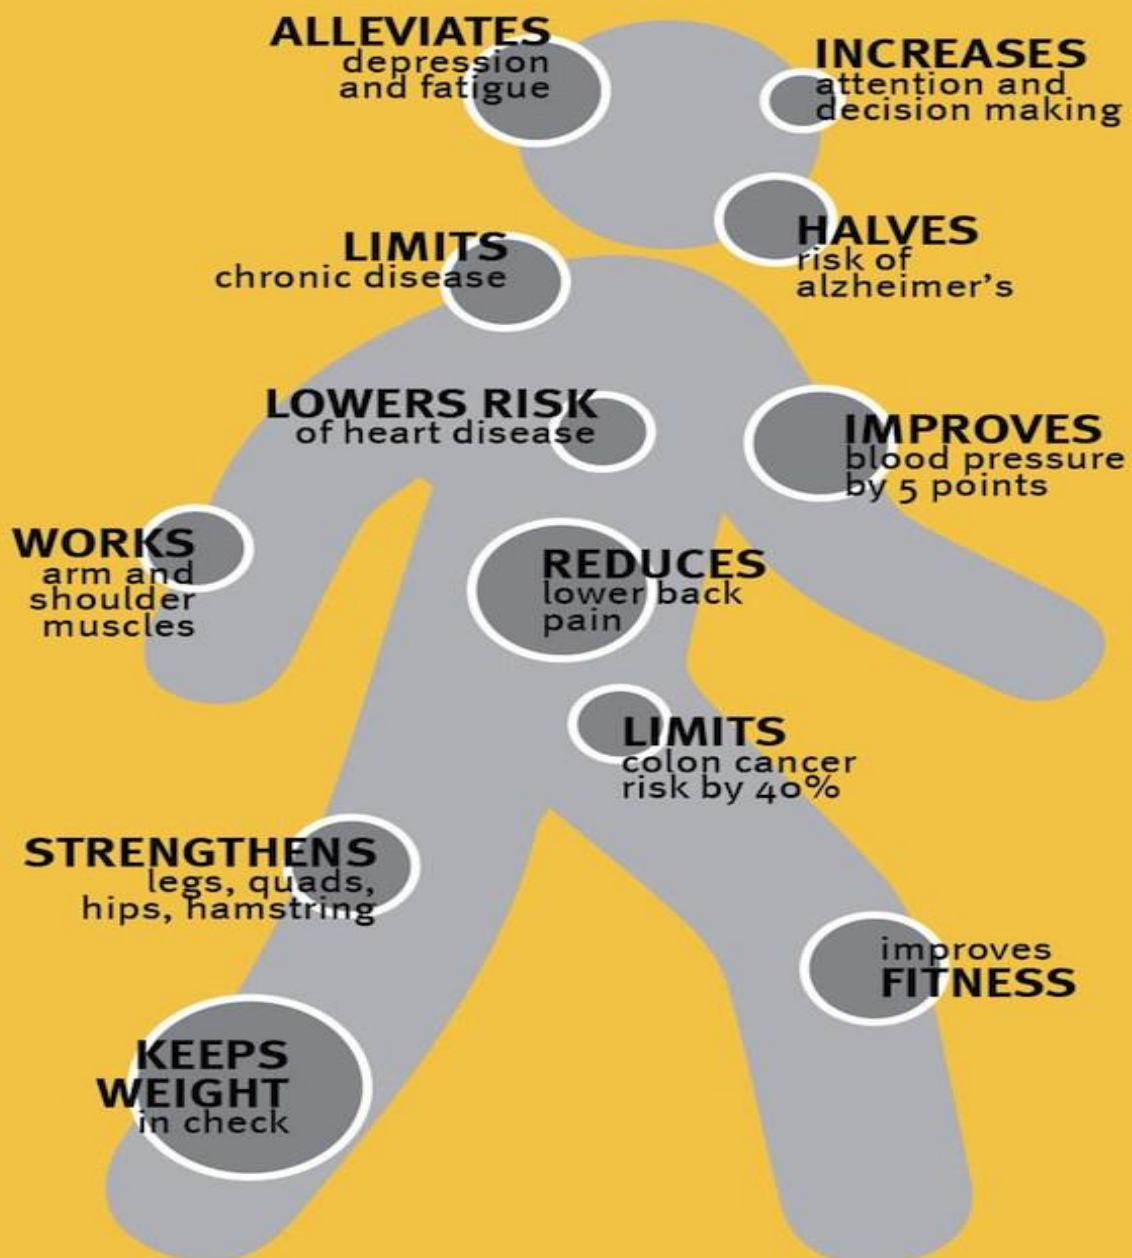 ALLEVIATES
depression
and fatigue
INCREASES
attention and
decision making
HALVES
risk of
alzheimer's
LIMITS
chronic disease
LOWERS RISK
of heart disease
IMPROVES
blood pressure
by 5 points
WORKS
arm and
shoulder
muscles
REDUCES
lower back
pain
LIMITS
colon cancer
risk by 40%
STRENGTHENS
legs, quads,
hips, hamstring
improves
FITNESS
KEEPS
WEIGHT
in check